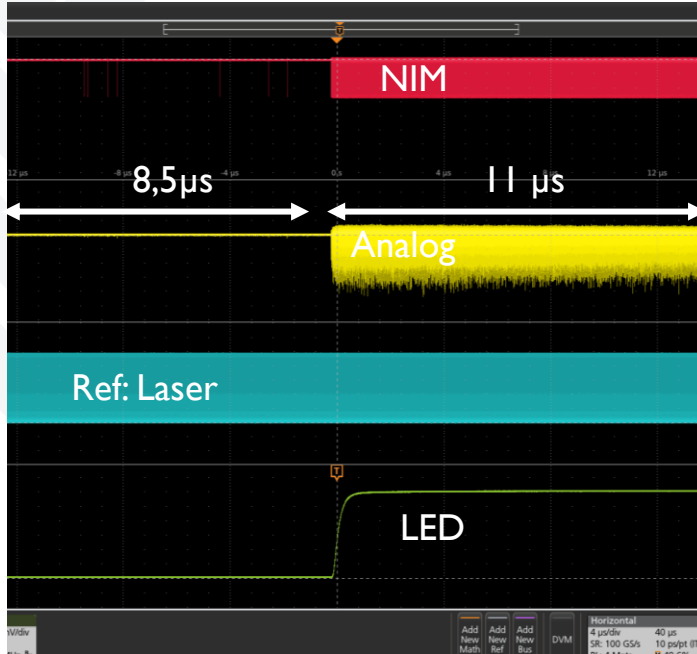 T
NIM
12 µs
-8 µs
-4 µs
0 s
4 µs
12 µs
8,5µs
11 µs
Analog
Ref: Laser
T
LED
Add New Math
Add New Ref
Add New Bus
DVM
Horizontal
4 µs/div 40 µs
SR: 100 GS/s 10 ps/pt